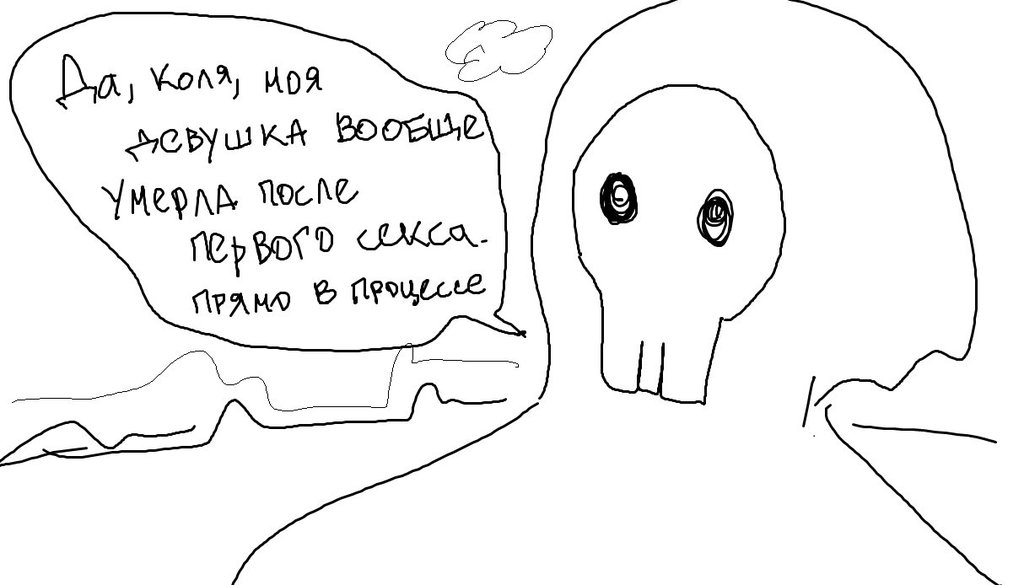 Да, Коля, моя
девушка вообще
умерла после
первого секса.
прямо в процессе